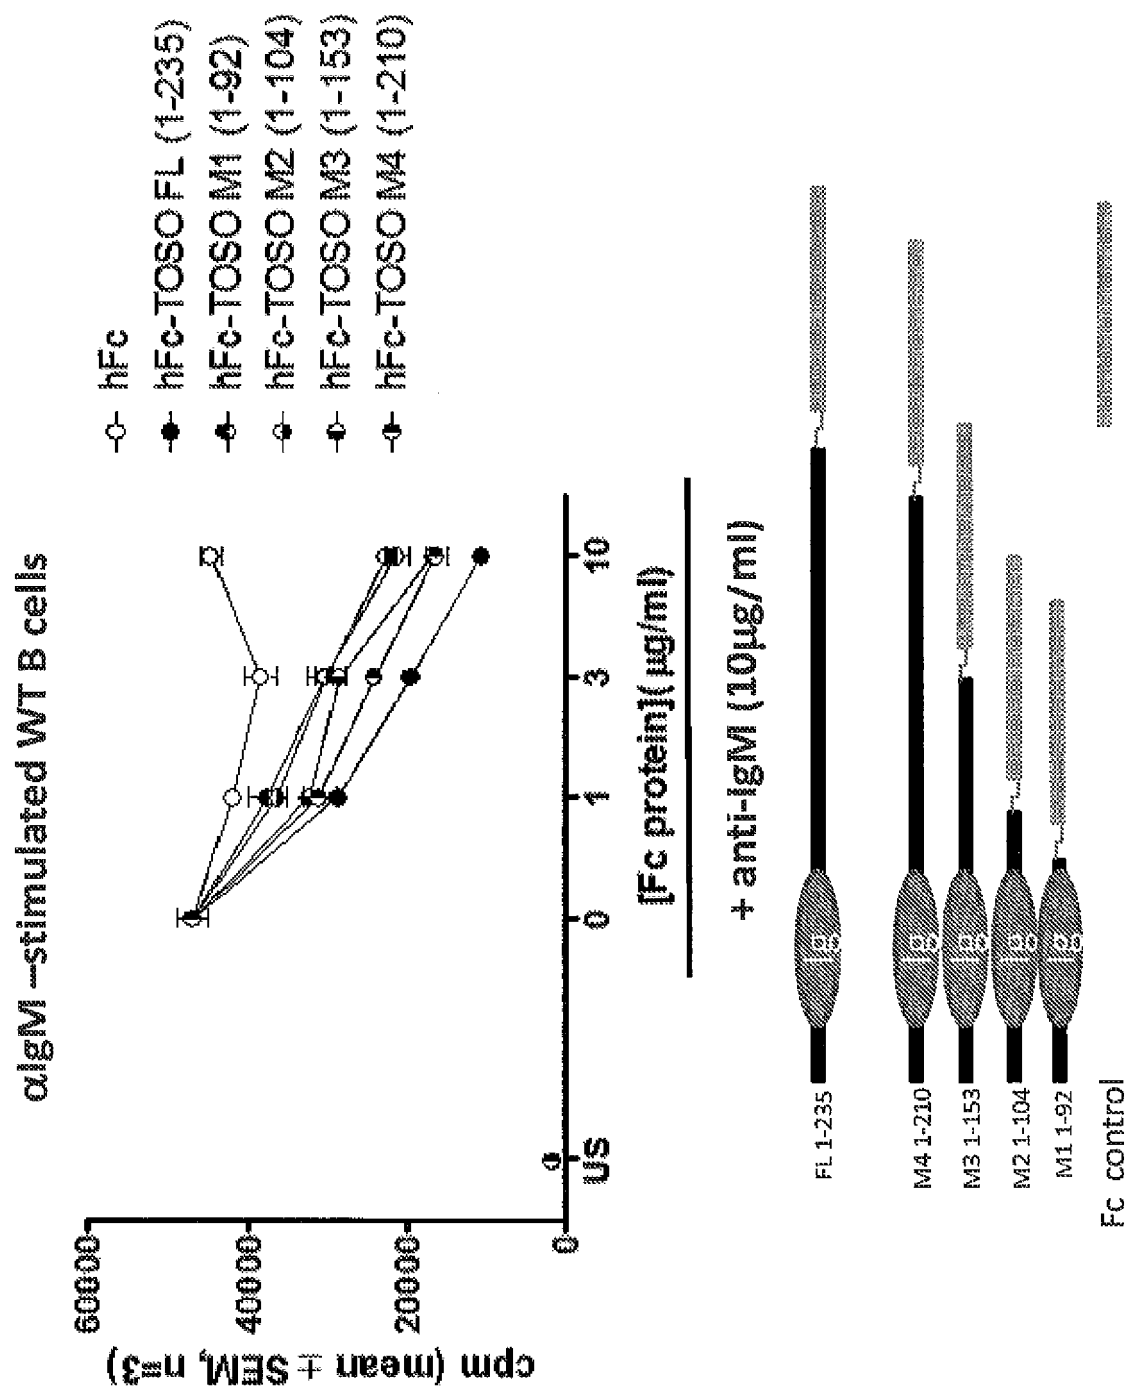 αIgM –stimulated WT B cells
cpm (mean ± SEM, n=3)
60000
40000
20000
0
US
0
1
3
10
[Fc protein]( µg/ml)
+ anti-IgM (10µg/ml)
hFc
hFc-TOSO FL (1-235)
hFc-TOSO M1 (1-92)
hFc-TOSO M2 (1-104)
hFc-TOSO M3 (1-153)
hFc-TOSO M4 (1-210)
FL 1-235
Ig
M4 1-210
Ig
M3 1-153
Ig
M2 1-104
Ig
M1 1-92
Ig
Fc control